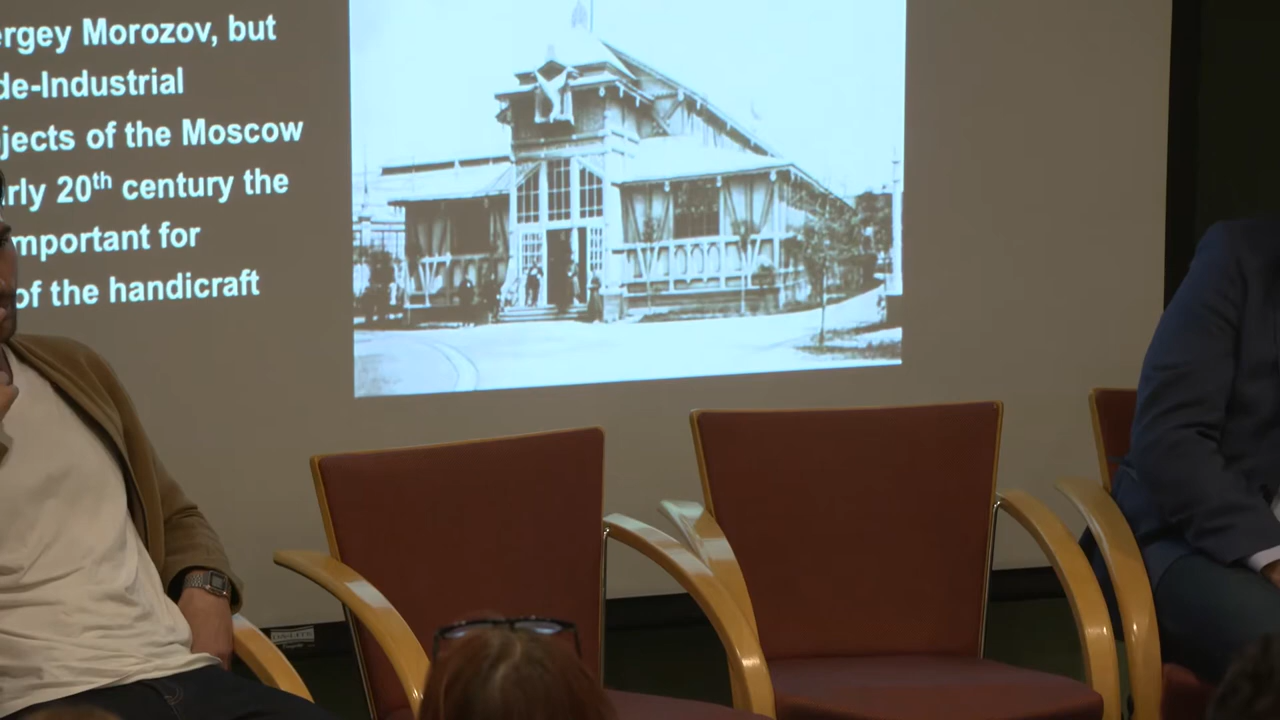 ergey Morozov, but
de-Industrial
jects of the Moscow
rly 20th century the
mportant for
of the handicraft